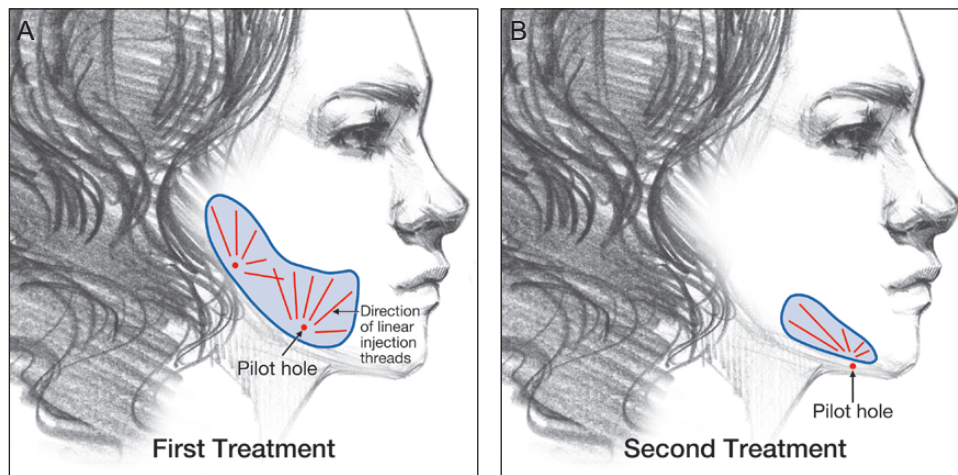 A
Direction
of linear
injection
threads
Pilot hole
First Treatment
B
Pilot hole
Second Treatment